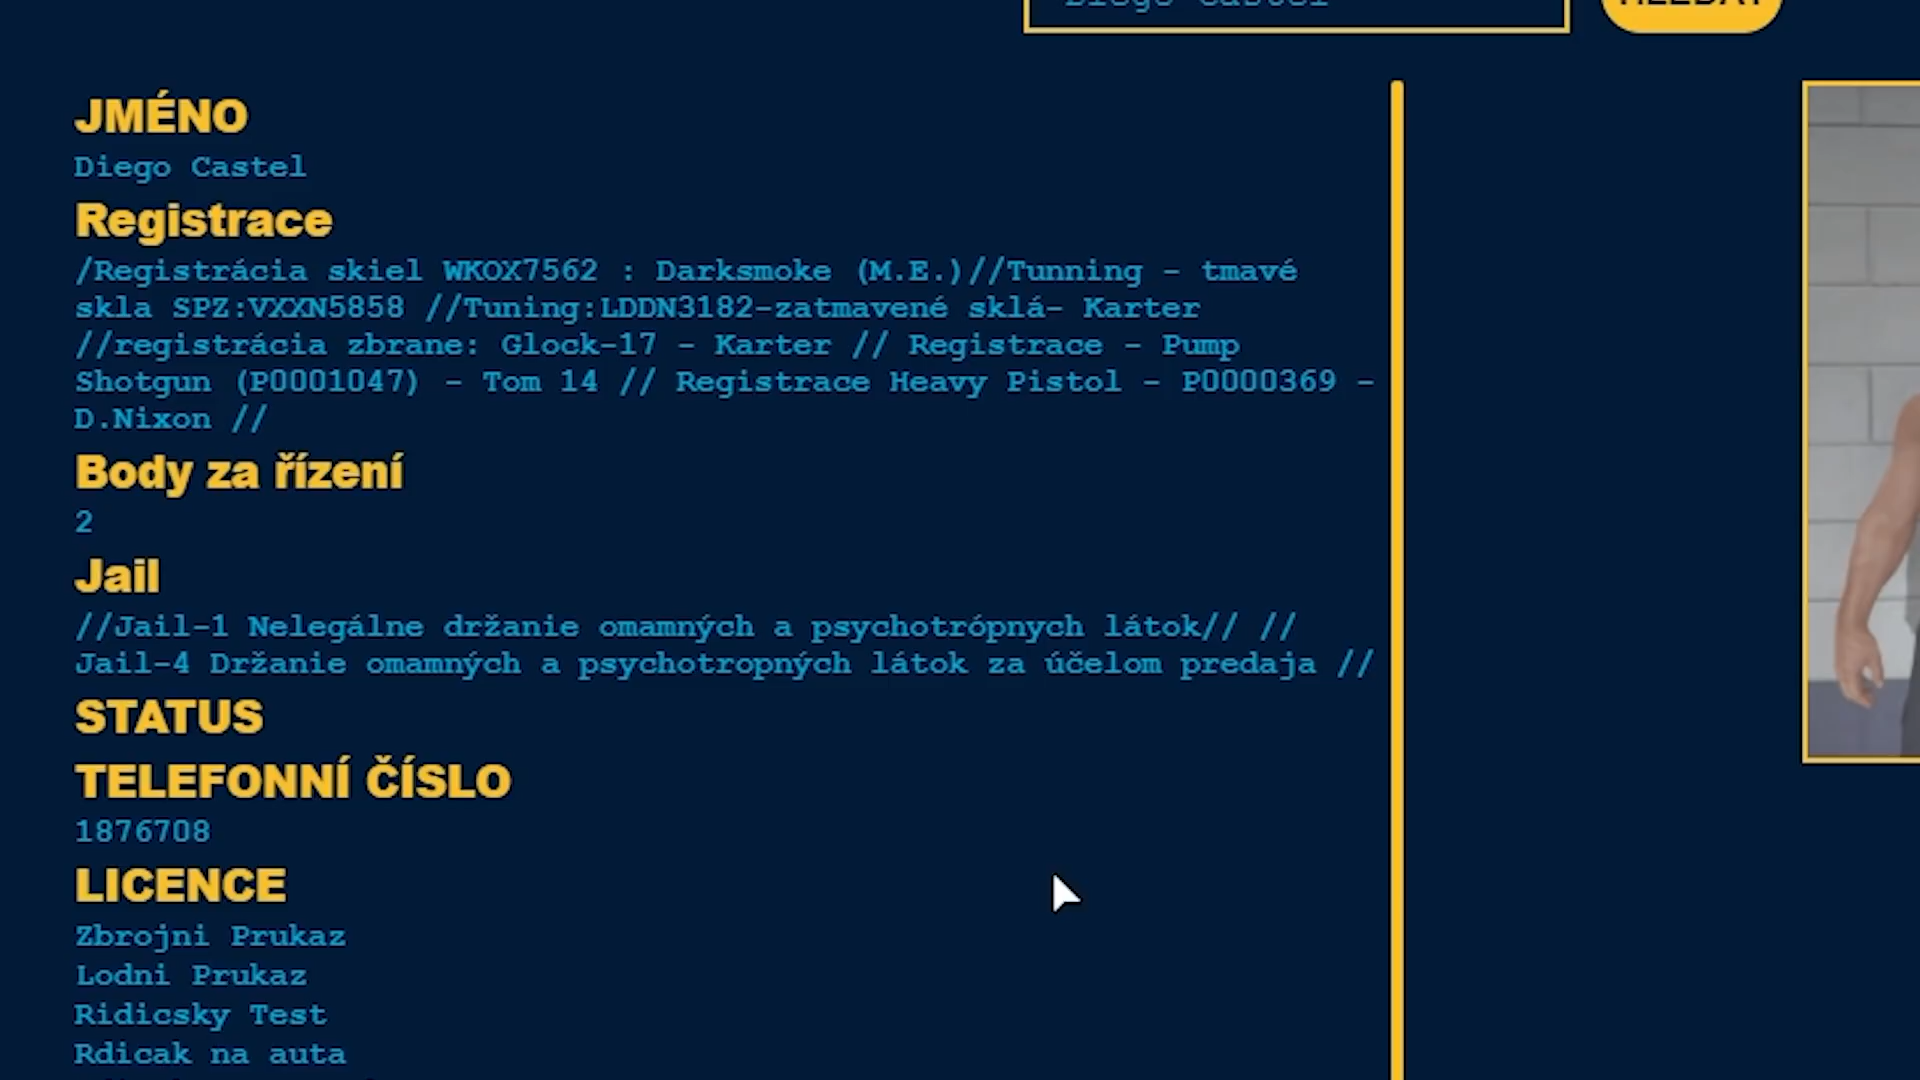 Diego Castel
HLEDAT
JMÉNO
Diego Castel
Registrace
/Registrácia skiel WKOX7562 : Darksmoke (M.E.)//Tunning - tmavé
skla SPZ:VXXN5858 //Tuning:LDDN3182-zatmavené sklá- Karter
//registrácia zbrane: Glock-17 - Karter // Registrace - Pump
Shotgun (P0001047) - Tom 14 // Registrace Heavy Pistol - P0000369 -
D.Nixon //
Body za řízení
2
Jail
//Jail-1 Nelegálne držanie omamných a psychotrópnych látok// //
Jail-4 Držanie omamných a psychotropných látok za účelom predaja //
STATUS
TELEFONNÍ ČÍSLO
1876708
LICENCE
Zbrojni Prukaz
Lodni Prukaz
Ridicsky Test
Rdicak na auta